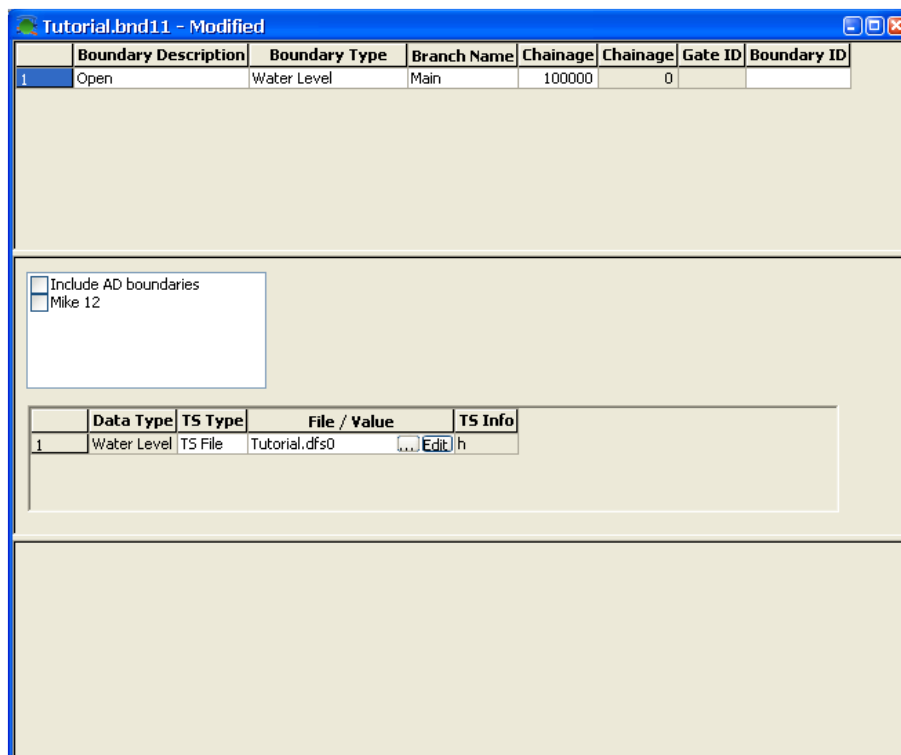 Tutorial.bnd11 - Modified
Boundary Description Boundary Type Branch Name Chainage Chainage Gate ID Boundary ID
1 Open Water Level Main 100000 0
Include AD boundaries
Mike 12
Data Type TS Type File / Value TS Info
1 Water Level TS File Tutorial.dfs0 ... Edit h